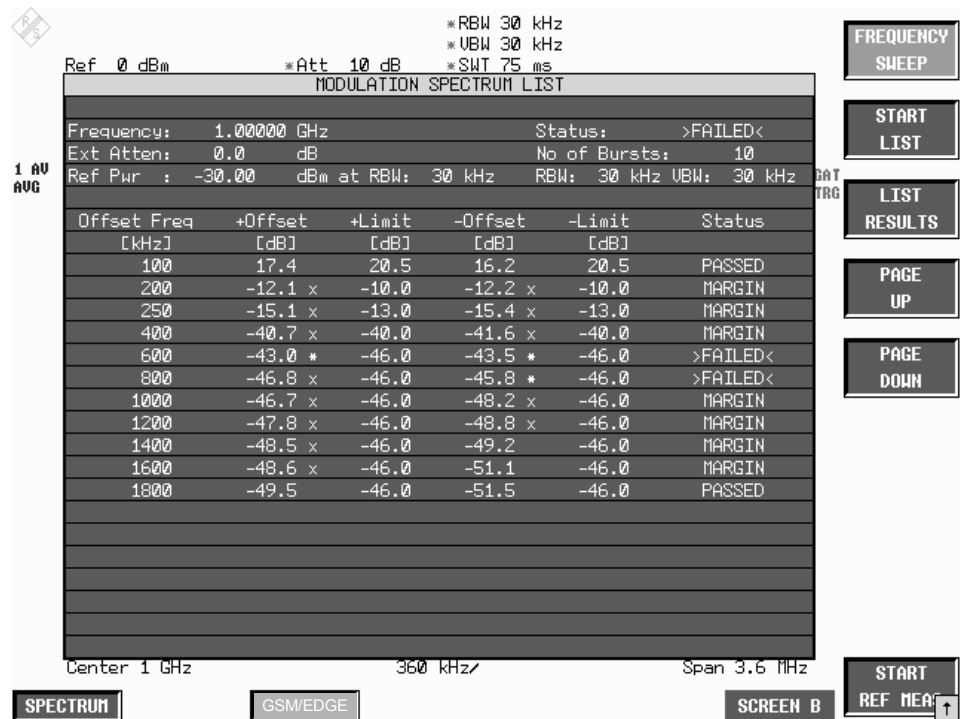 R S
*RBW 30 kHz
*VBW 30 kHz
Ref 0 dBm *Att 10 dB *SWT 75 ms
MODULATION SPECTRUM LIST
Frequency: 1.00000 GHz Status: >FAILED<
Ext Atten: 0.0 dB No of Bursts: 10
Ref Pwr : -30.00 dBm at RBW: 30 kHz RBW: 30 kHz VBW: 30 kHz
1 AV
AVG
GAT
TRG
Offset Freq +Offset +Limit -Offset -Limit Status
[kHz] [dB] [dB] [dB] [dB]
100 17.4 20.5 16.2 20.5 PASSED
200 -12.1 x -10.0 -12.2 x -10.0 MARGIN
250 -15.1 x -13.0 -15.4 x -13.0 MARGIN
400 -40.7 x -40.0 -41.6 x -40.0 MARGIN
600 -43.0 * -46.0 -43.5 * -46.0 >FAILED<
800 -46.8 x -46.0 -45.8 * -46.0 >FAILED<
1000 -46.7 x -46.0 -48.2 x -46.0 MARGIN
1200 -47.8 x -46.0 -48.8 x -46.0 MARGIN
1400 -48.5 x -46.0 -49.2 -46.0 MARGIN
1600 -48.6 x -46.0 -51.1 -46.0 MARGIN
1800 -49.5 -46.0 -51.5 -46.0 PASSED
Center 1 GHz 360 kHz/ Span 3.6 MHz
SPECTRUM GSM/EDGE SCREEN B
FREQUENCY
SWEEP
START
LIST
LIST
RESULTS
PAGE
UP
PAGE
DOWN
START
REF MEAS
↑